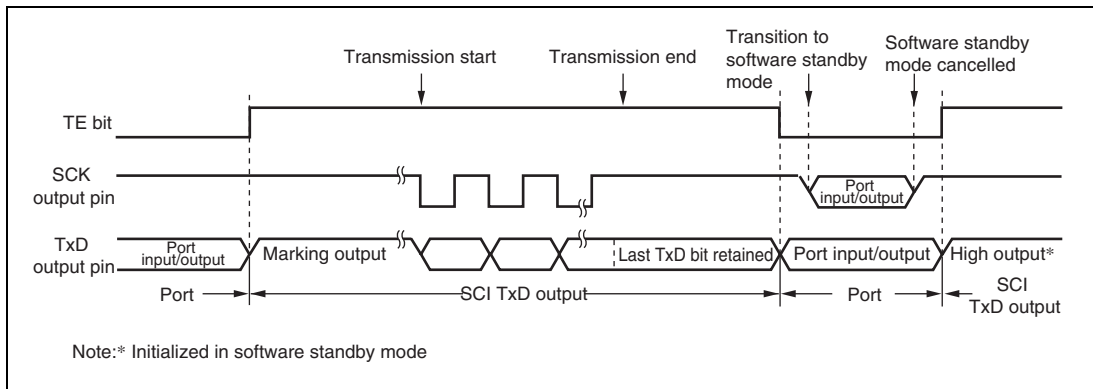 Transmission start
Transmission end
Transition to
software standby
mode
Software standby
mode cancelled
TE bit
SCK
output pin
Port
input/output
TxD
output pin
Port
input/output
Marking output
Last TxD bit retained
Port input/output
High output*
Port
SCI TxD output
Port
SCI
TxD output
Note:* Initialized in software standby mode